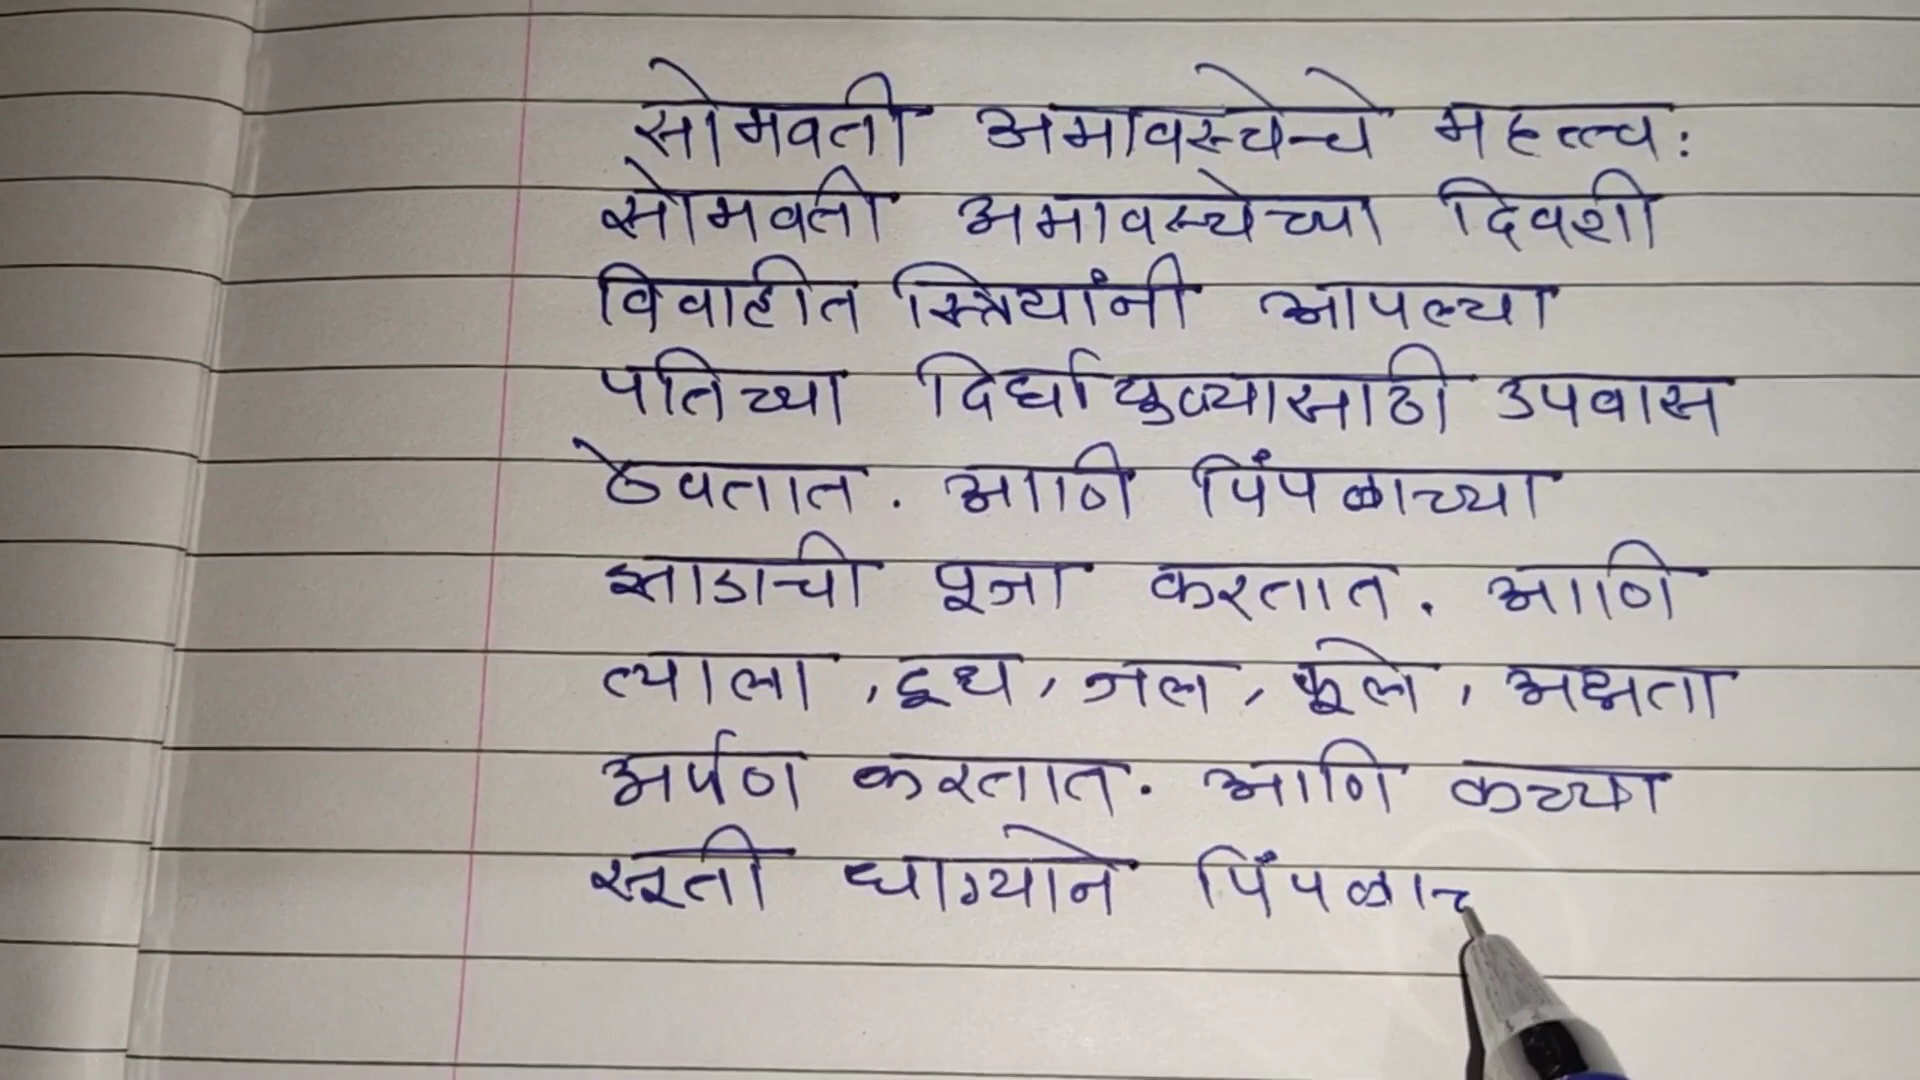 सोमवती अमावस्येचे महत्त्व:
सोमवती अमावस्येच्या दिवशी
विवाहीत स्त्रियांनी आपल्या
पतिच्या दिर्घायुष्यासाठी उपवास
ठेवतात. आणि पिंपळाच्या
झाडाची पूजा करतात. आणि
त्याला, दूध, जल, फूले, अक्षता
अर्पण करतात. आणि कच्च्या
सूती धाग्याने पिंपळाच